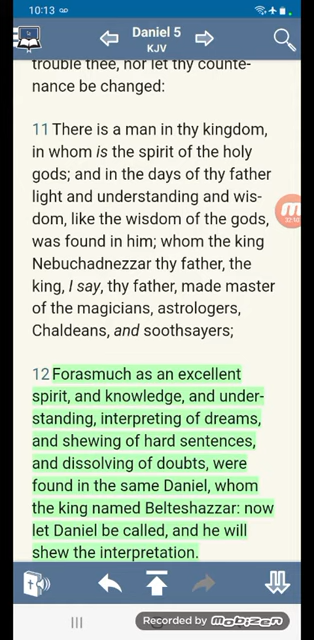 10:13
Daniel 5
KJV
trouble thee, nor let thy counte-
nance be changed:
11 There is a man in thy kingdom,
in whom is the spirit of the holy
gods; and in the days of thy father
light and understanding and wis-
dom, like the wisdom of the gods,
was found in him; whom the king
Nebuchadnezzar thy father, the
king, I say, thy father, made master
of the magicians, astrologers,
Chaldeans, and soothsayers;
12 Forasmuch as an excellent
spirit, and knowledge, and under-
standing, interpreting of dreams,
and shewing of hard sentences,
and dissolving of doubts, were
found in the same Daniel, whom
the king named Belteshazzar: now
let Daniel be called, and he will
shew the interpretation.
Recorded by mobizen